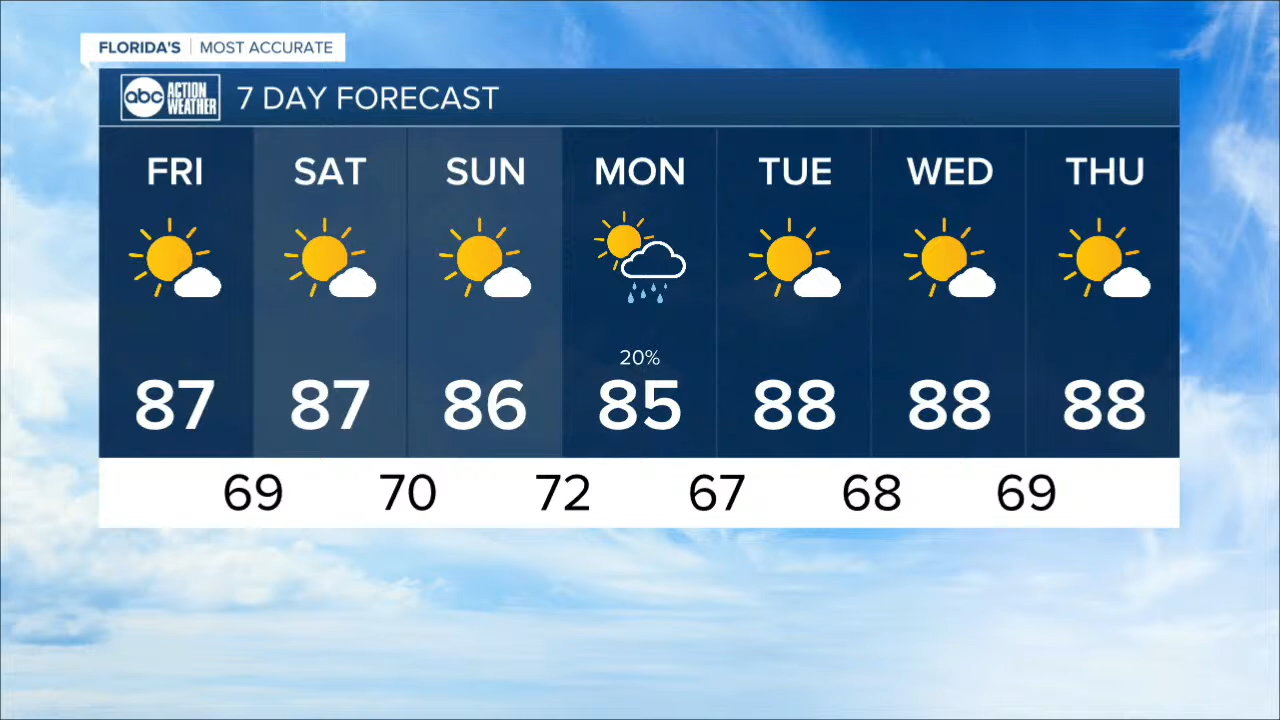 FLORIDA'S MOST ACCURATE
abc ACTION WEATHER 7 DAY FORECAST
FRI SAT SUN MON TUE WED THU
20%
87 87 86 85 88 88 88
69 70 72 67 68 69